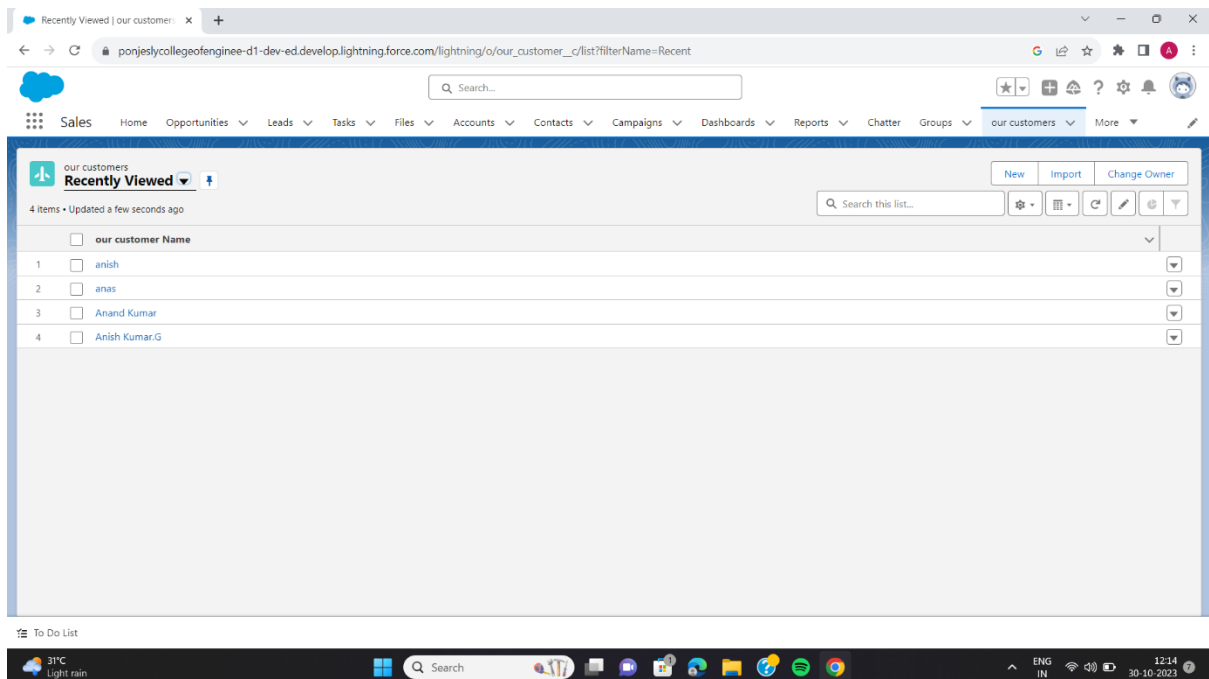 Recently Viewed | our customers
ponjeslycollegeofenginee-d1-dev-ed.develop.lightning.force.com/lightning/o/our_customer__c/list?filterName=Recent
A
Search...
Sales Home Opportunities Leads Tasks Files Accounts Contacts Campaigns Dashboards Reports Chatter Groups our customers More
our customers
Recently Viewed
New Import Change Owner
4 items • Updated a few seconds ago
Search this list...
our customer Name
1 anish
2 anas
3 Anand Kumar
4 Anish Kumar.G
To Do List
31°C
Light rain
Search
ENG
IN
12:14
30-10-2023
7